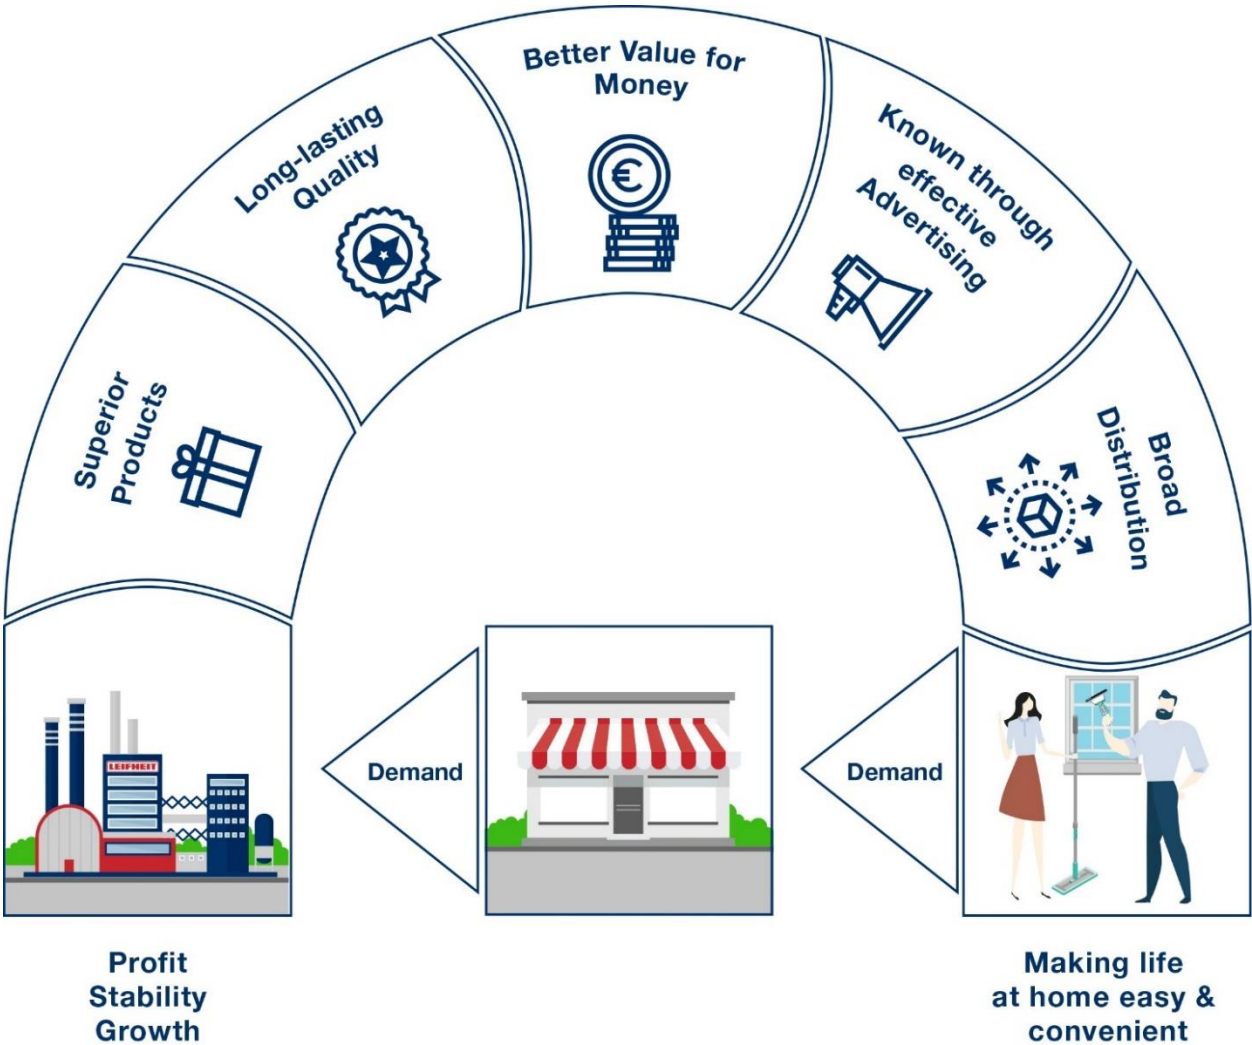 Superior
Products
Long-lasting
Quality
Better Value for
Money
Known through
effective
Advertising
Broad
Distribution
LEIFHEIT
Demand
Demand
Profit
Stability
Growth
Making life
at home easy &
convenient